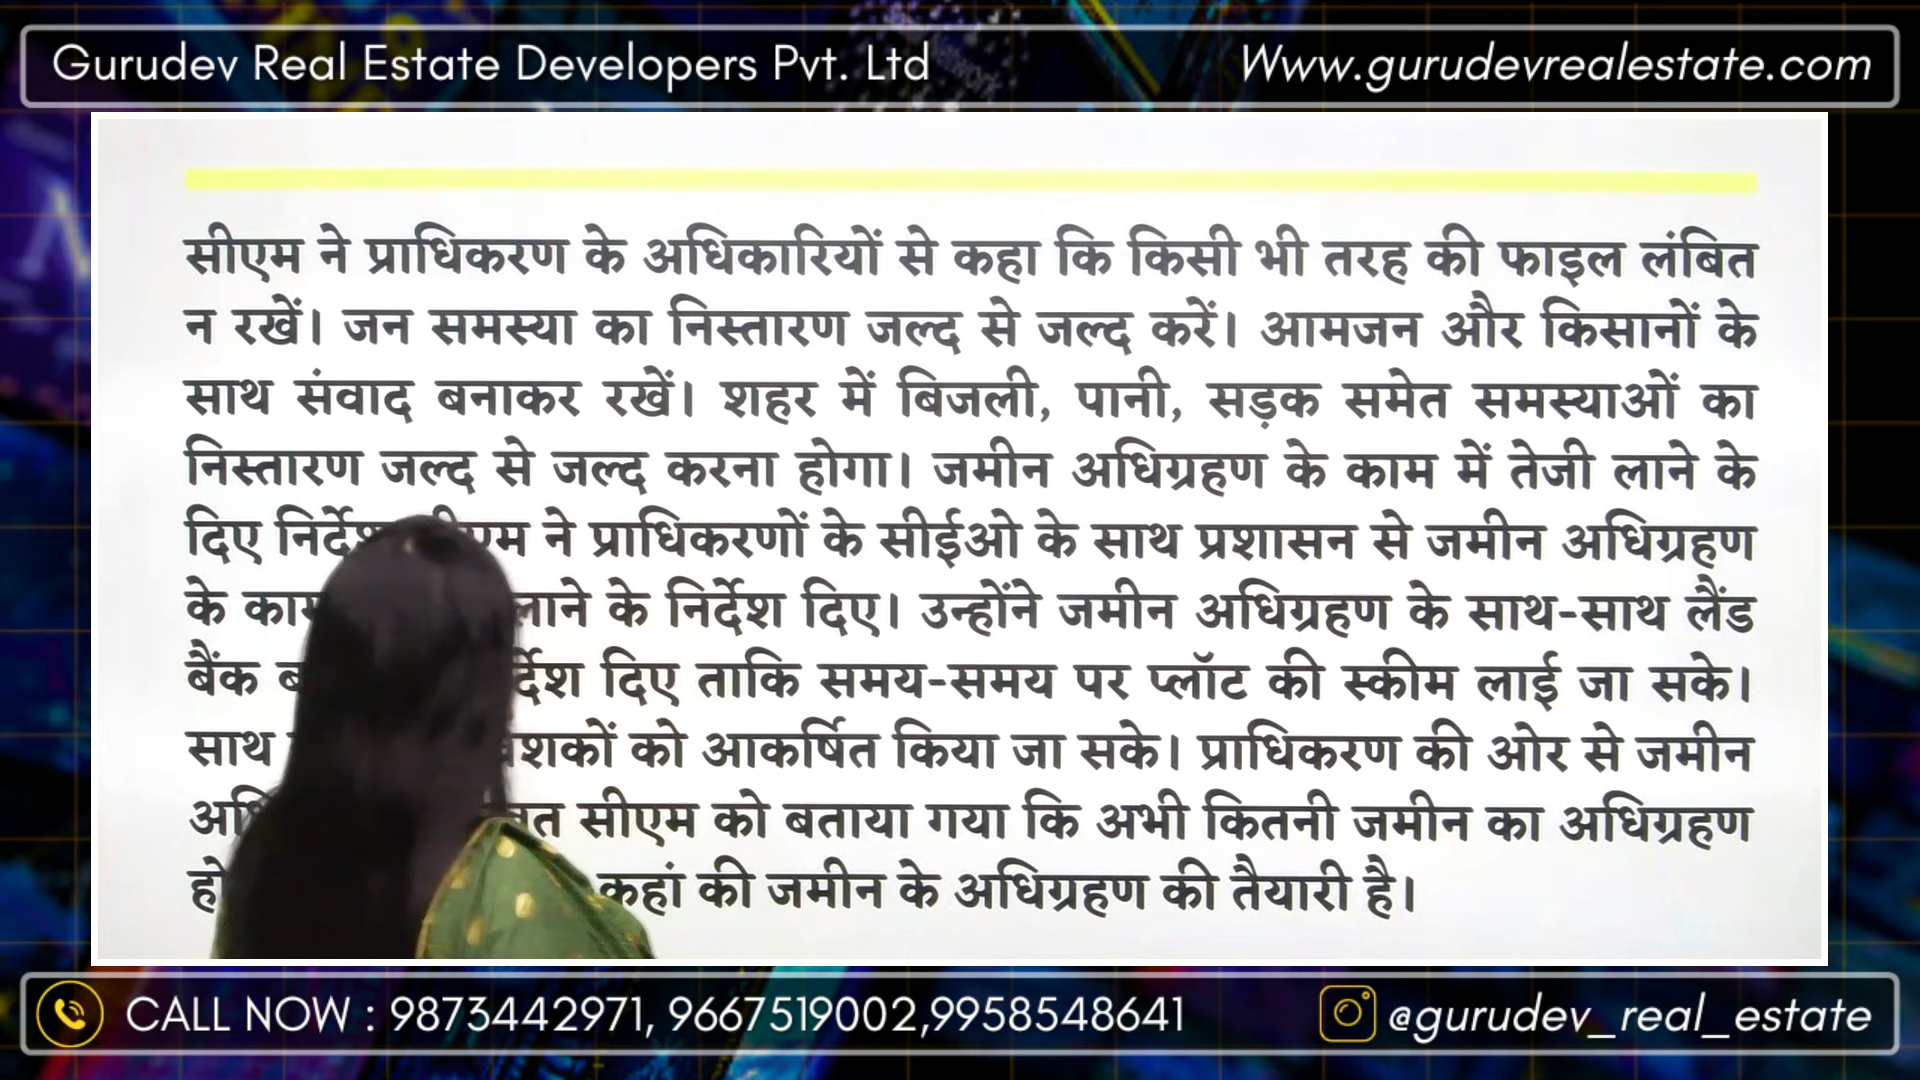 Gurudev Real Estate Developers Pvt. Ltd
Www.gurudevrealestate.com
सीएम ने प्राधिकरण के अधिकारियों से कहा कि किसी भी तरह की फाइल लंबित
न रखें। जन समस्या का निस्तारण जल्द से जल्द करें। आमजन और किसानों के
साथ संवाद बनाकर रखें। शहर में बिजली, पानी, सड़क समेत समस्याओं का
निस्तारण जल्द से जल्द करना होगा। जमीन अधिग्रहण के काम में तेजी लाने के
दिए ने प्राधिकरणों के सीईओ के साथ प्रशासन से जमीन अधिग्रहण
के लाने के निर्देश दिए। उन्होंने जमीन अधिग्रहण के साथ-साथ लैंड
बैंक दिए ताकि समय-समय पर प्लॉट की स्कीम लाई जा सके।
साथ को आकर्षित किया जा सके। प्राधिकरण की ओर से जमीन
सीएम को बताया गया कि अभी कितनी जमीन का अधिग्रहण
कहां की जमीन के अधिग्रहण की तैयारी है।
CALL NOW : 9873442971, 9667519002,9958548641
@gurudev_real_estate